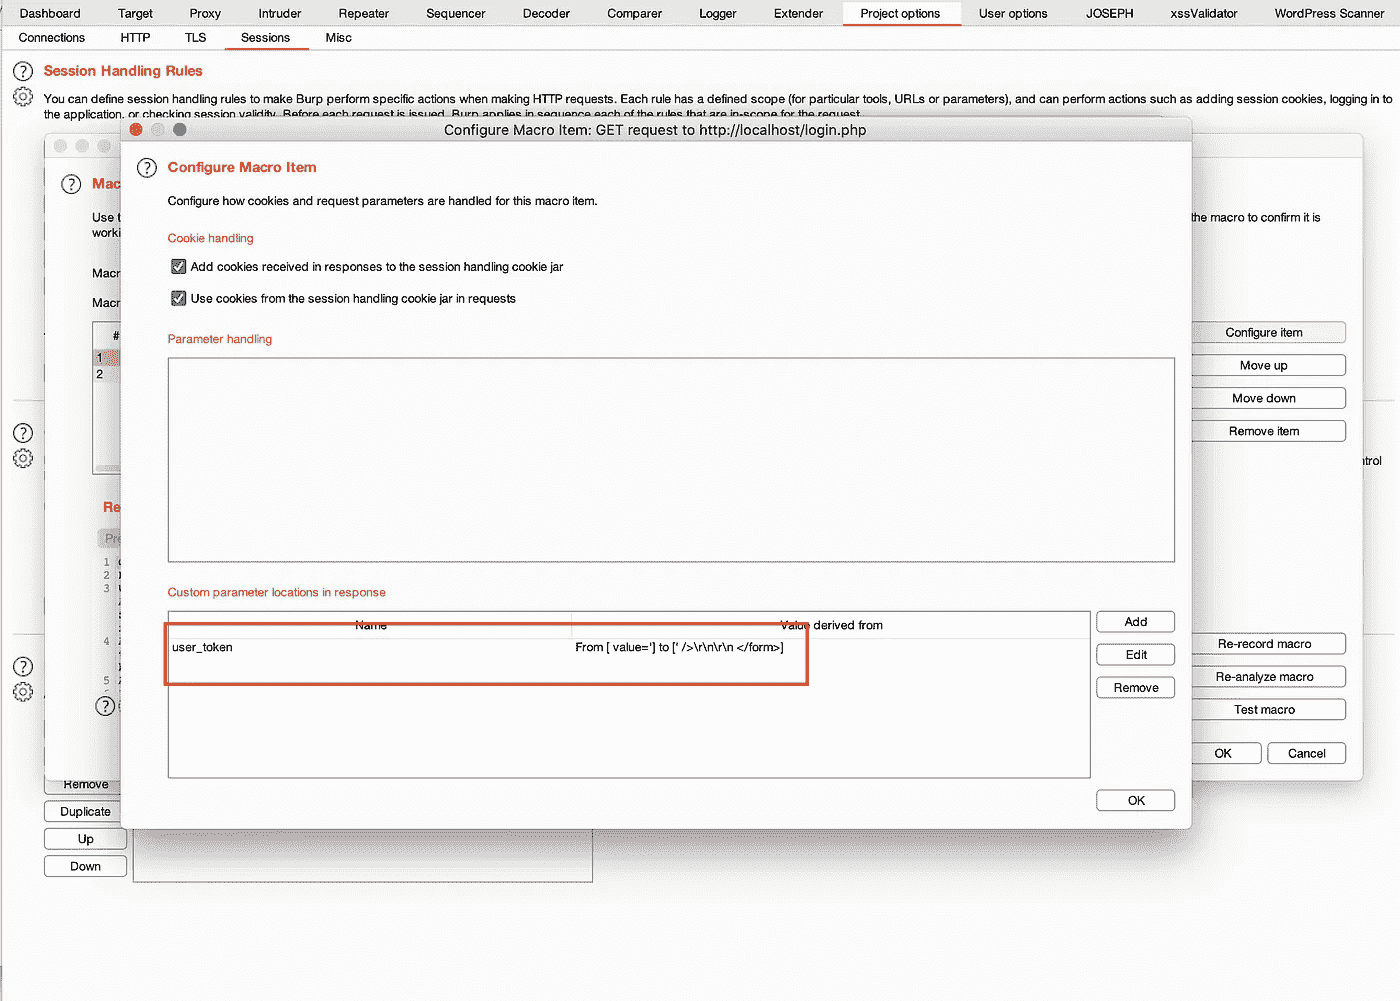 Dashboard Target Proxy Intruder Repeater Sequencer Decoder Comparer Logger Extender Project options User options JOSEPH xssValidator WordPress Scanner
Connections HTTP TLS Sessions Misc
? Session Handling Rules
You can define session handling rules to make Burp perform specific actions when making HTTP requests. Each rule has a defined scope (for particular tools, URLs or parameters), and can perform actions such as adding session cookies, logging in to
the application, or checking session validity. Before each request is issued, Burp applies in sequence each of the rules that are in-scope for the request.
Configure Macro Item: GET request to http://localhost/login.php
? Configure Macro Item
Configure how cookies and request parameters are handled for this macro item.
Cookie handling
Add cookies received in responses to the session handling cookie jar
Use cookies from the session handling cookie jar in requests
Parameter handling
Custom parameter locations in response
Name Value derived from
user_token From [ value='] to [' />\r\n\r\n </form>]
Add
Edit
Remove
OK
? Mac
Use t
worki
the macro to confirm it is
Macr
Macr
#
1
2
Configure item
Move up
Move down
Remove item
?
ntrol
Re
Pre
1
2
3
4
5
?
?
Re-record macro
Re-analyze macro
Test macro
OK Cancel
Remove
Duplicate
Up
Down